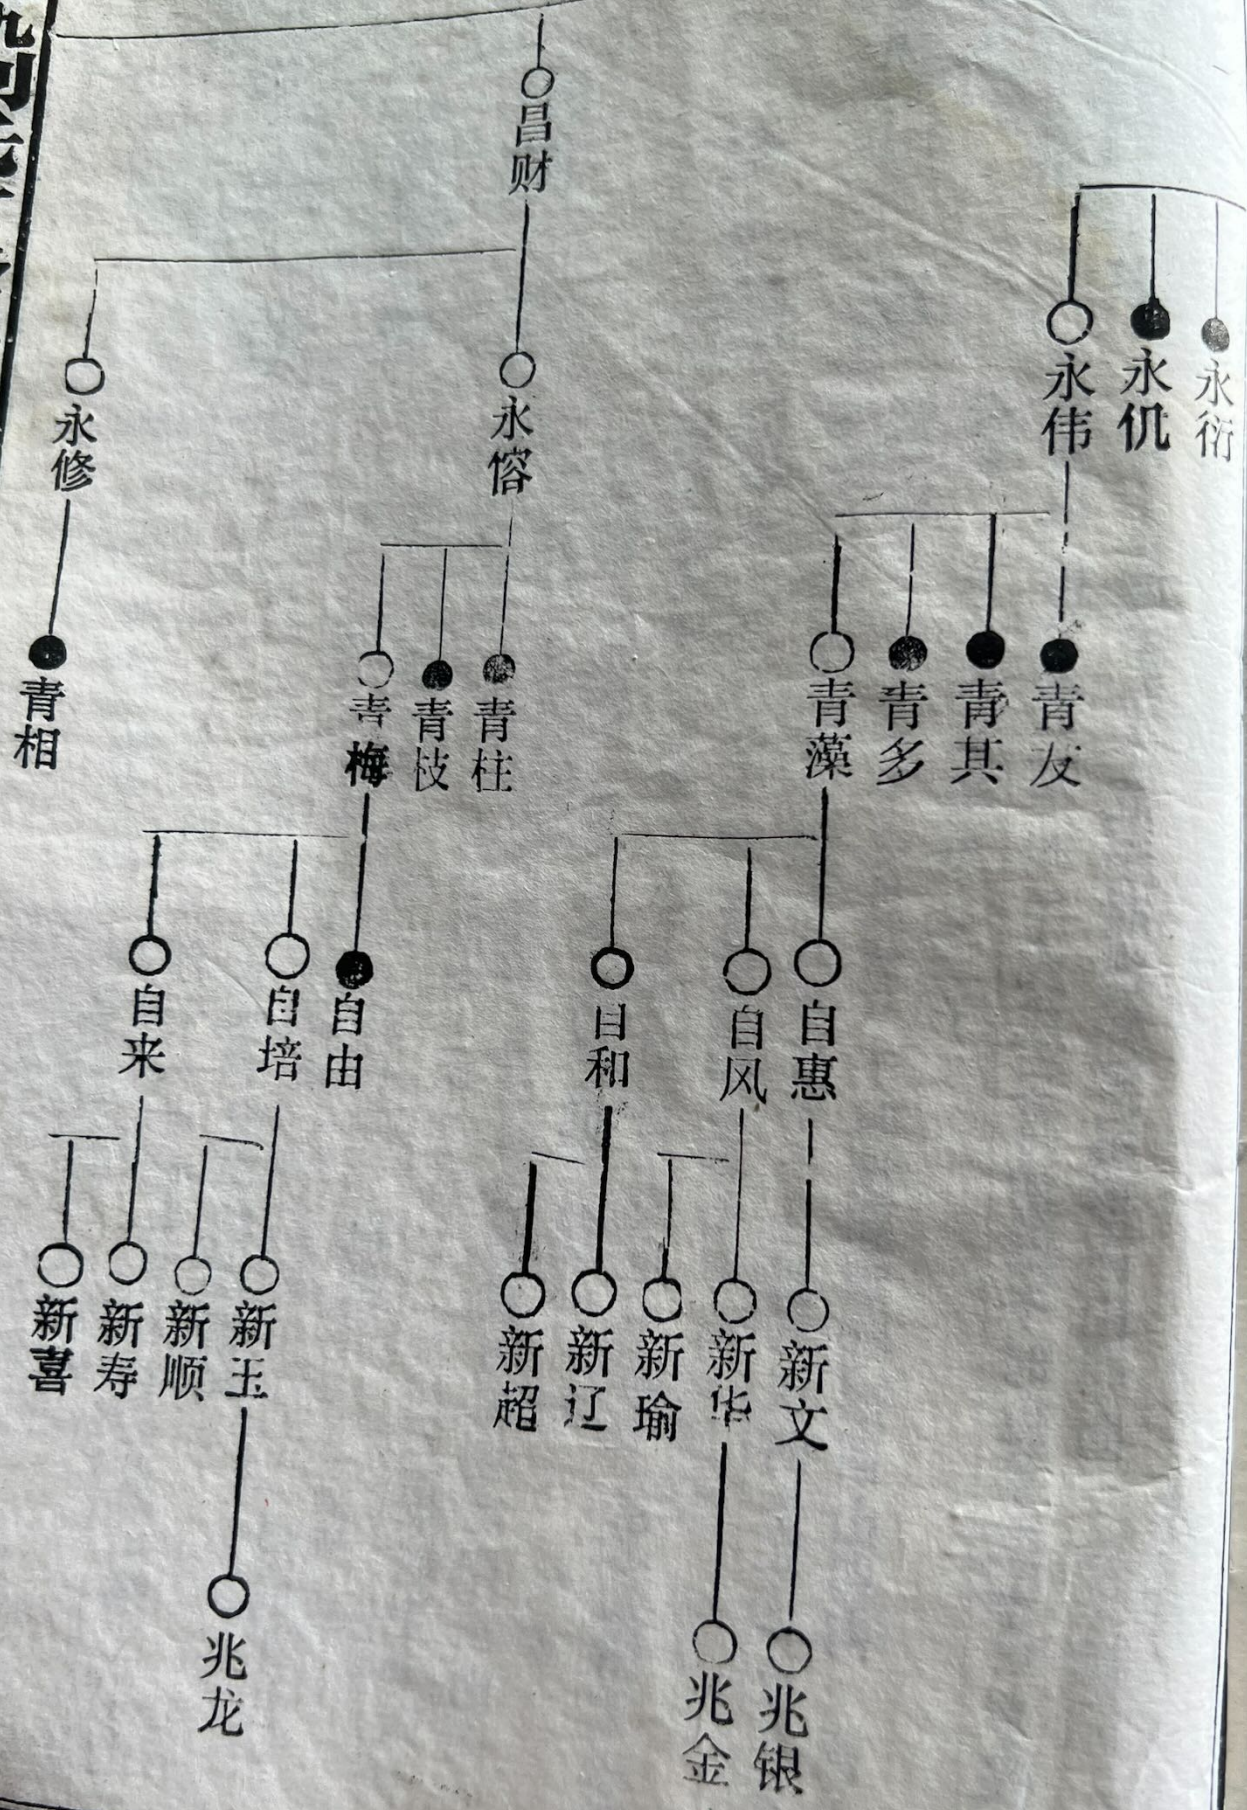 昌财
永衍
永仉
永伟
永愹
永修
青友
青其
青多
青藻
青柱
青枝
青梅
青相
自惠
自风
自和
自由
自培
自来
新文
新华
新瑜
新辽
新超
新玉
新顺
新寿
新喜
兆银
兆金
兆龙